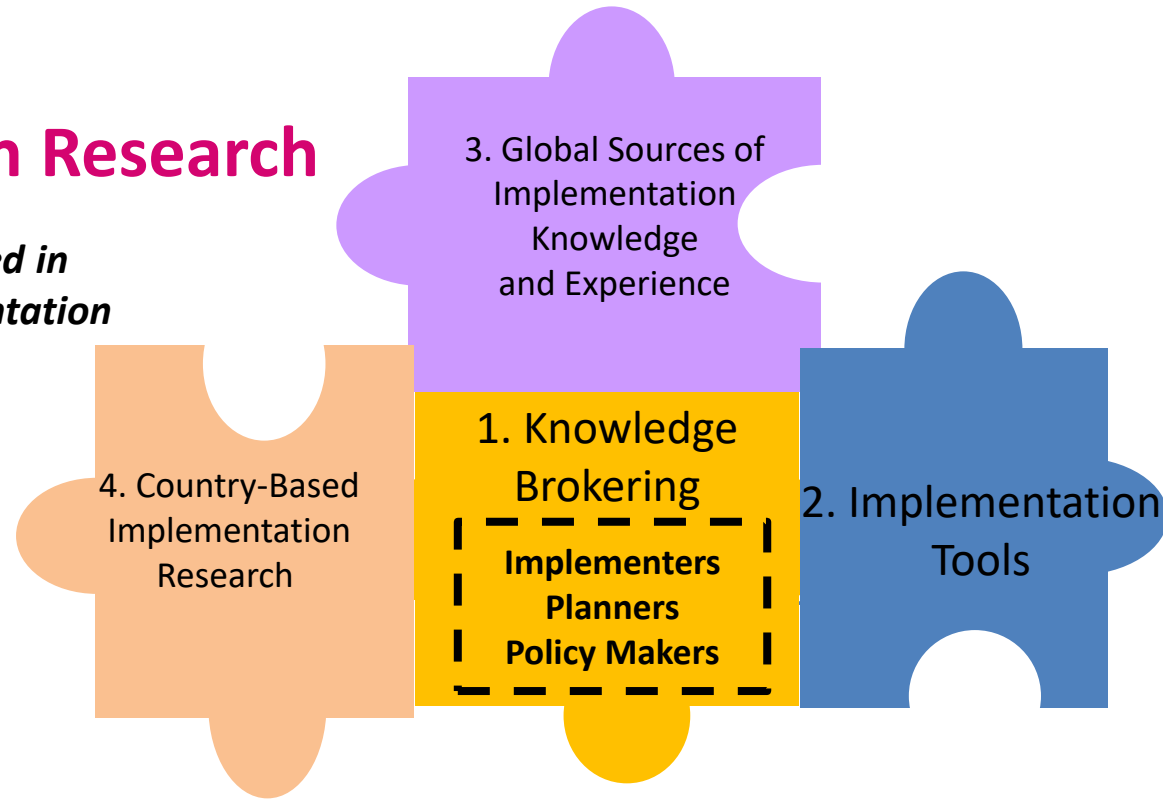 n Research
ed in
ntation
3. Global Sources of
Implementation
Knowledge
and Experience
4. Country-Based
Implementation
Research
1. Knowledge
Brokering
Implementers
Planners
Policy Makers
2. Implementation
Tools